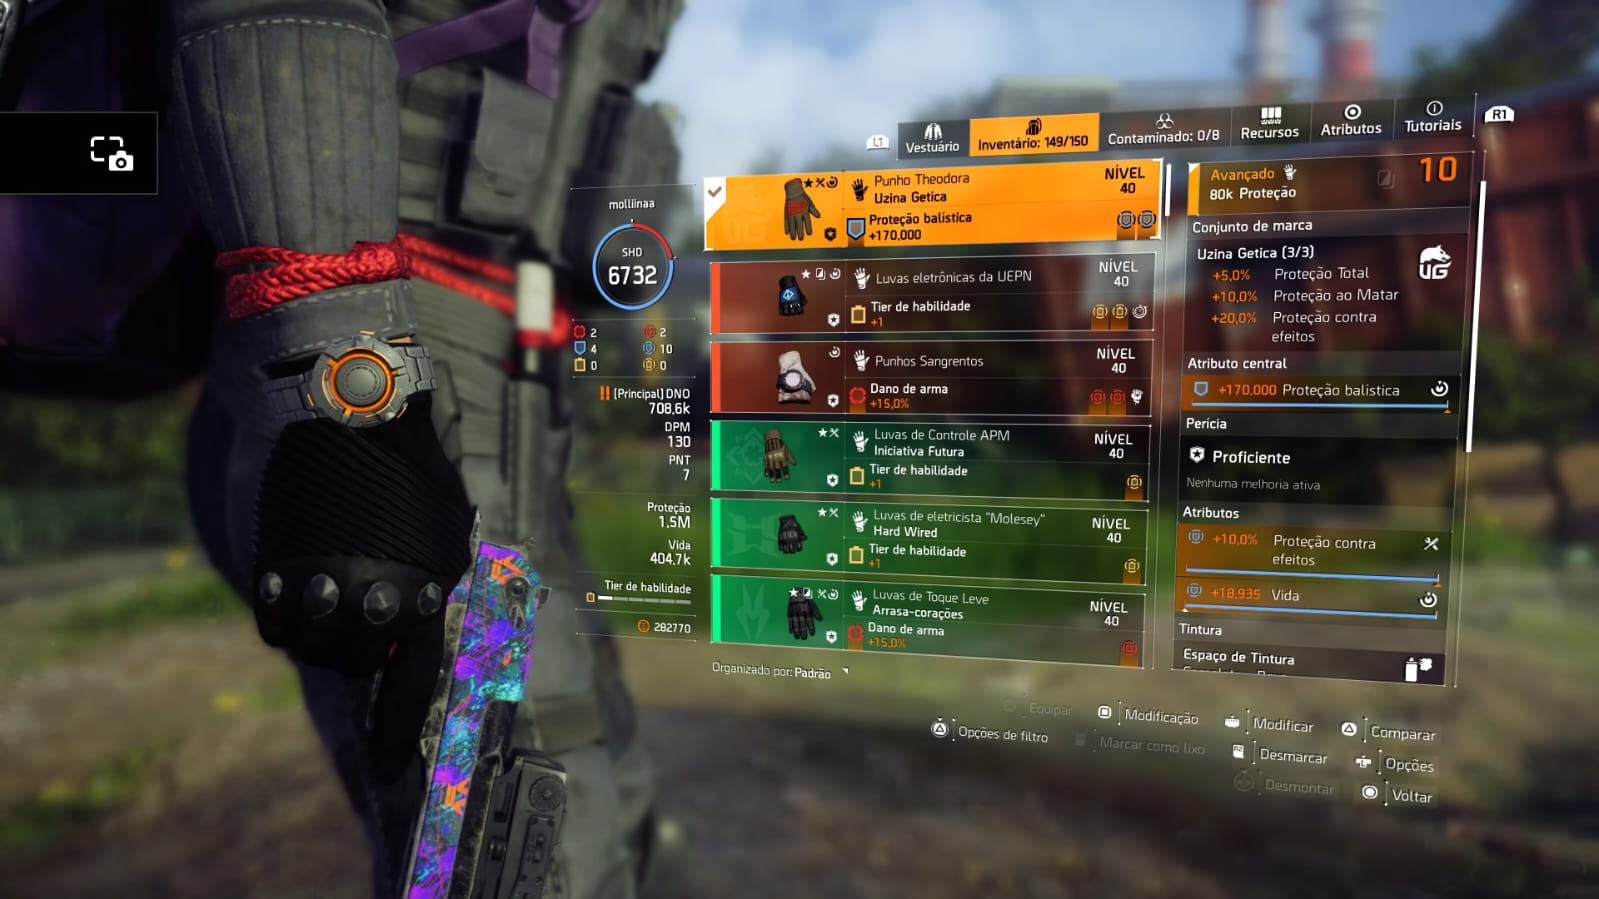 L1
Vestuário
Inventário: 149/150
Contaminado: 0/8
Recursos
Atributos
Tutoriais
R1
molliinaa
SHD
6732
2
2
4
10
0
0
[Principal] DNO
708,6k
DPM
130
PNT
7
Proteção
1.5M
Vida
404,7k
Tier de habilidade
282770
Punho Theodora
Uzina Getica
NÍVEL
40
Proteção balística
+170,000
UG
Luvas eletrônicas da UEPN
NÍVEL
40
Tier de habilidade
+1
Punhos Sangrentos
NÍVEL
40
Dano de arma
+15,0%
Luvas de Controle APM
Iniciativa Futura
NÍVEL
40
Tier de habilidade
+1
Luvas de eletricista "Molesey"
Hard Wired
NÍVEL
40
Tier de habilidade
+1
Luvas de Toque Leve
Arrasa-corações
NÍVEL
40
Dano de arma
+15,0%
Organizado por: Padrão
Avançado
10
80k Proteção
Conjunto de marca
Uzina Getica (3/3)
UG
+5,0% Proteção Total
+10,0% Proteção ao Matar
+20,0% Proteção contra
efeitos
Atributo central
+170,000 Proteção balística
Perícia
Proficiente
Nenhuma melhoria ativa
Atributos
+10,0% Proteção contra
efeitos
+18.935 Vida
Tintura
Espaço de Tintura
Equipar
Modificação
Modificar
Comparar
Opções de filtro
Marcar como lixo
R2
Desmarcar
Opções
Desmontar
Voltar